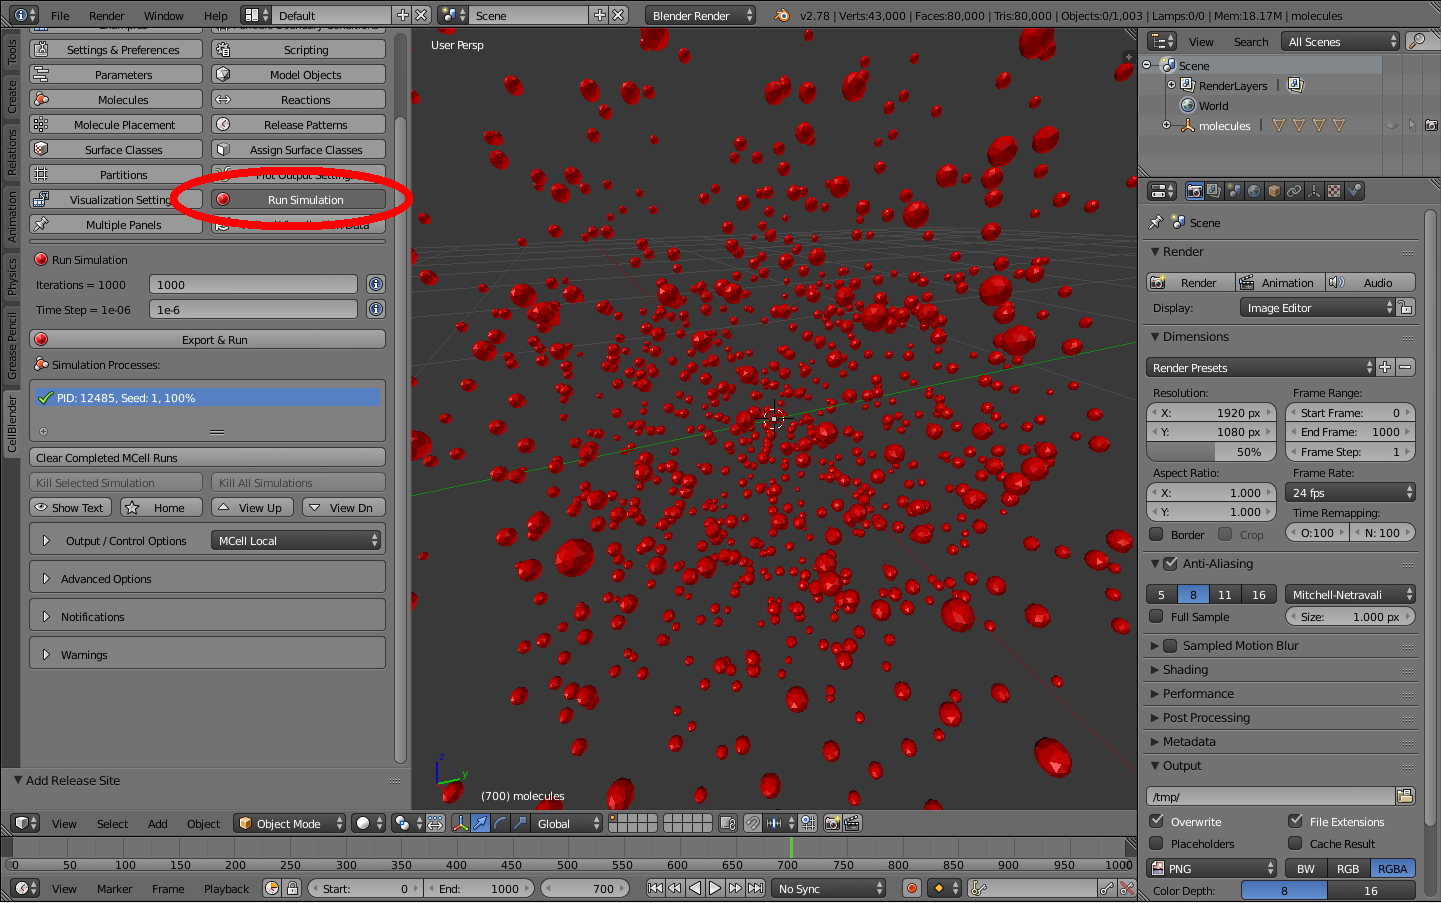 File Render Window Help Default Scene Blender Render v2.78 | Verts:43,000 | Faces:80,000 | Tris:80,000 | Objects:0/1,003 | Lamps:0/0 | Mem:18.17M | molecules
Tools
Create
Relations
Animation
Physics
Grease Pencil
CellBlender
Settings & Preferences Scripting
Parameters Model Objects
Molecules Reactions
Molecule Placement Release Patterns
Surface Classes Assign Surface Classes
Partitions
Visualization Setting Run Simulation
Multiple Panels
Run Simulation
Iterations = 1000 1000
Time Step = 1e-06 1e-6
Export & Run
Simulation Processes:
PID: 12485, Seed: 1, 100%
Clear Completed MCell Runs
Kill Selected Simulation Kill All Simulations
Show Text Home View Up View Dn
Output / Control Options MCell Local
Advanced Options
Notifications
Warnings
Add Release Site
User Persp
z
y
(700) molecules
View Select Add Object Object Mode Global
0 50 100 150 200 250 300 350 400 450 500 550 600 650 700 750 800 850 900 950 1000
View Marker Frame Playback Start: 0 End: 1000 700 No Sync
View Search All Scenes
Scene
RenderLayers |
World
molecules |
Scene
Render
Render Animation Audio
Display: Image Editor
Dimensions
Render Presets
Resolution: Frame Range:
X: 1920 px Start Frame: 0
Y: 1080 px End Frame: 1000
50% Frame Step: 1
Aspect Ratio: Frame Rate:
X: 1.000 24 fps
Y: 1.000 Time Remapping:
Border Crop O:100 N: 100
Anti-Aliasing
5 8 11 16 Mitchell-Netravali
Full Sample Size: 1.000 px
Sampled Motion Blur
Shading
Performance
Post Processing
Metadata
Output
/tmp/
Overwrite File Extensions
Placeholders Cache Result
PNG BW RGB RGBA
Color Depth: 8 16